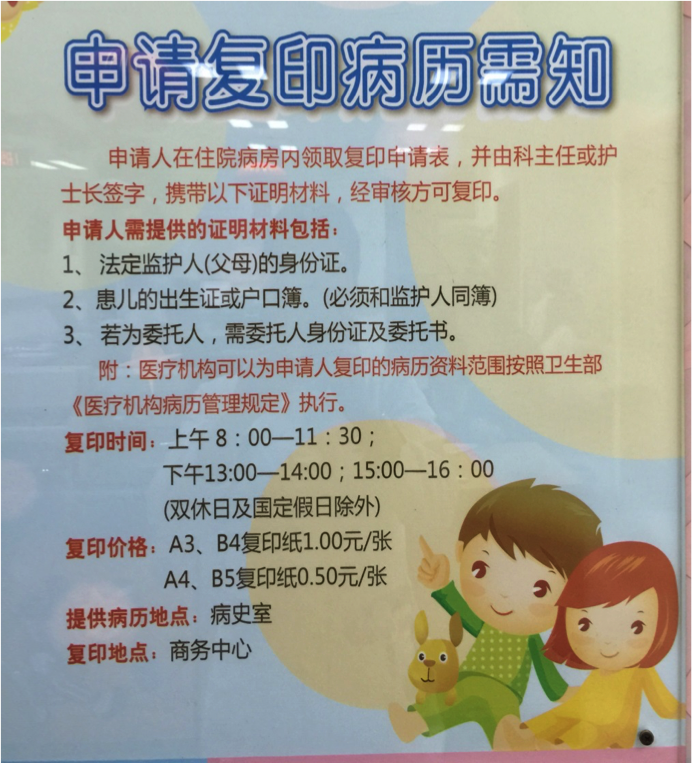 申请复印病历需知
申请人在住院病房内领取复印申请表，并由科主任或护
士长签字，携带以下证明材料，经审核方可复印。
申请人需提供的证明材料包括：
1、 法定监护人(父母)的身份证。
2、患儿的出生证或户口簿。(必须和监护人同簿)
3、 若为委托人，需委托人身份证及委托书。
附：医疗机构可以为申请人复印的病历资料范围按照卫生部
《医疗机构病历管理规定》执行。
复印时间：上午 8：00—11：30；
下午13:00—14:00；15:00—16：00
(双休日及国定假日除外)
复印价格：A3、B4复印纸1.00元/张
A4、B5复印纸0.50元/张
提供病历地点：病史室
复印地点：商务中心